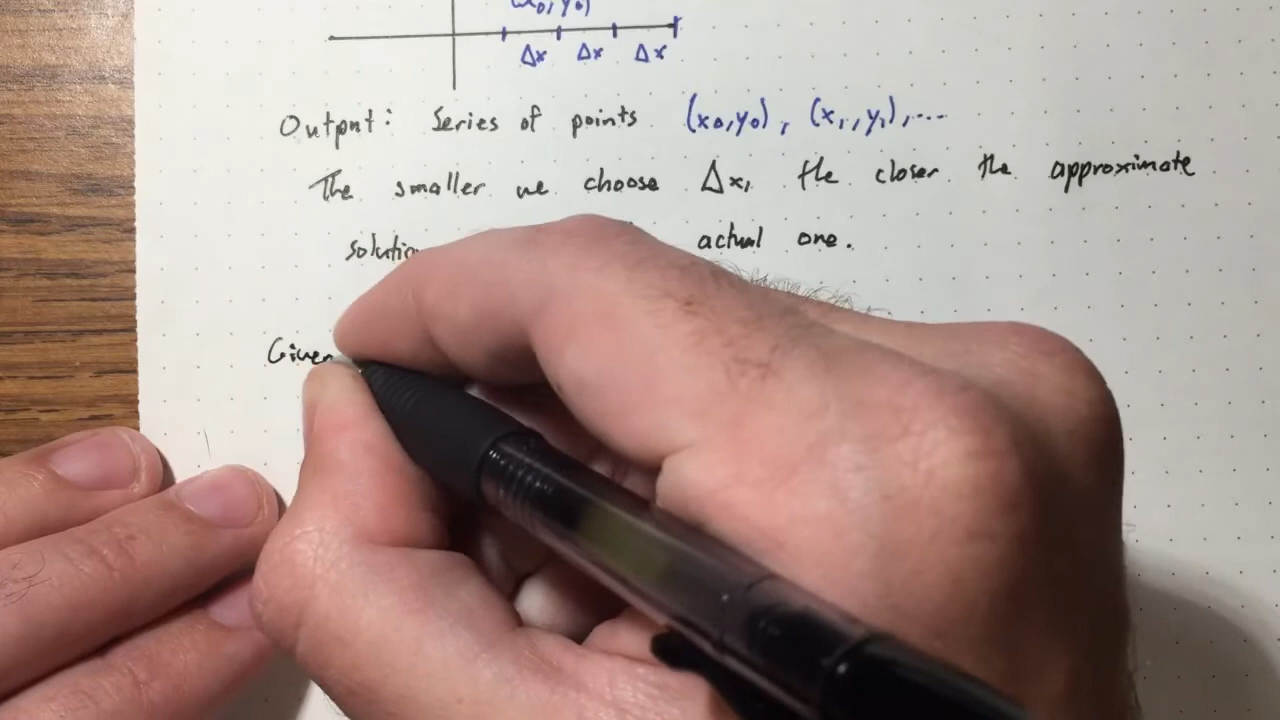 (x0, y0)
Δx Δx Δx
Output: Series of points (x0,y0), (x1,y1),...
The smaller we choose Δx, the closer the approximate
actual one.
Given